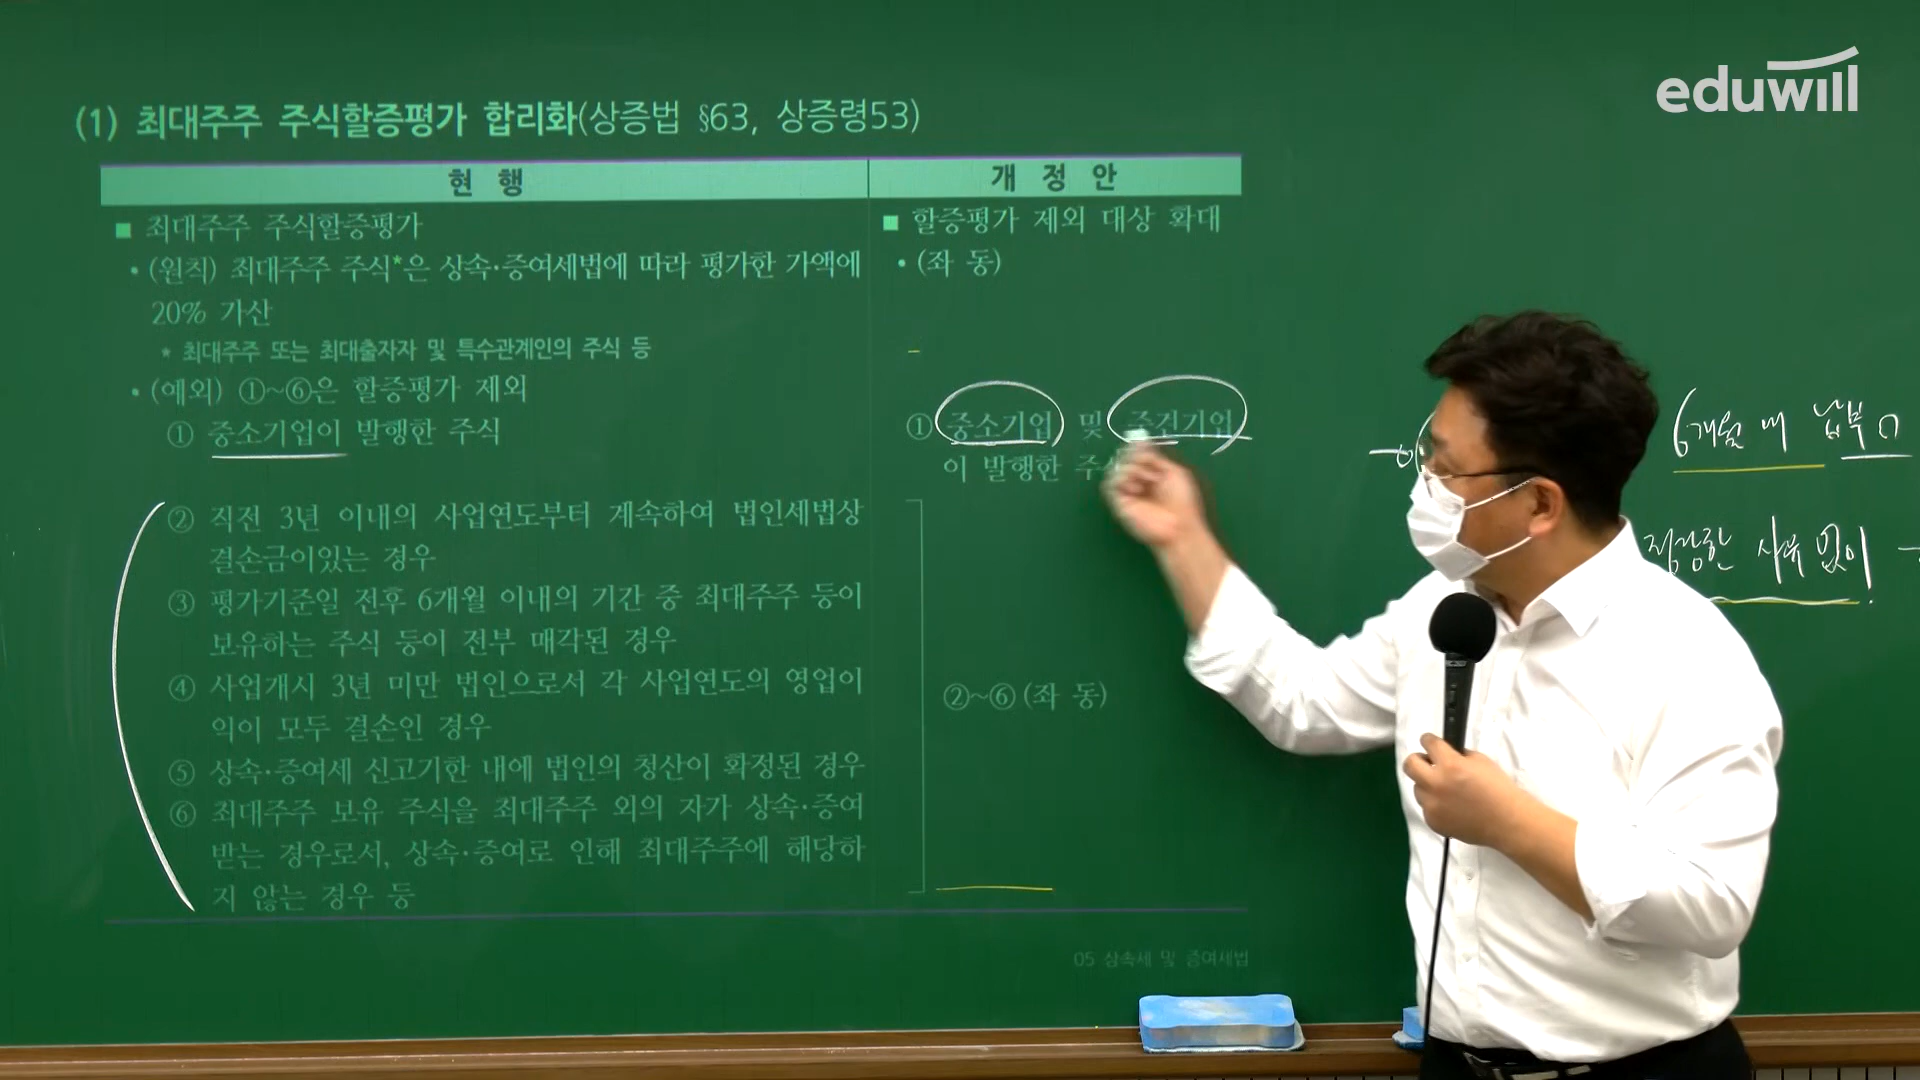 eduwill
(1) 최대주주 주식할증평가 합리화(상증법 §63, 상증령53)
현 행
개 정 안
■ 최대주주 주식할증평가
• (원칙) 최대주주 주식*은 상속·증여세법에 따라 평가한 가액에
20% 가산
* 최대주주 또는 최대출자자 및 특수관계인의 주식 등
• (예외) ①~⑥은 할증평가 제외
① 중소기업이 발행한 주식
② 직전 3년 이내의 사업연도부터 계속하여 법인세법상
결손금이있는 경우
③ 평가기준일 전후 6개월 이내의 기간 중 최대주주 등이
보유하는 주식 등이 전부 매각된 경우
④ 사업개시 3년 미만 법인으로서 각 사업연도의 영업이
익이 모두 결손인 경우
⑤ 상속·증여세 신고기한 내에 법인의 청산이 확정된 경우
⑥ 최대주주 보유 주식을 최대주주 외의 자가 상속·증여
받는 경우로서, 상속·증여로 인해 최대주주에 해당하
지 않는 경우 등
■ 할증평가 제외 대상 확대
• (좌 동)
① 중소기업 및 중견기업
이 발행한
②~⑥ (좌 동)
05 상속세 및 증여세법
6개월 내 납부
정당한 사유 없이